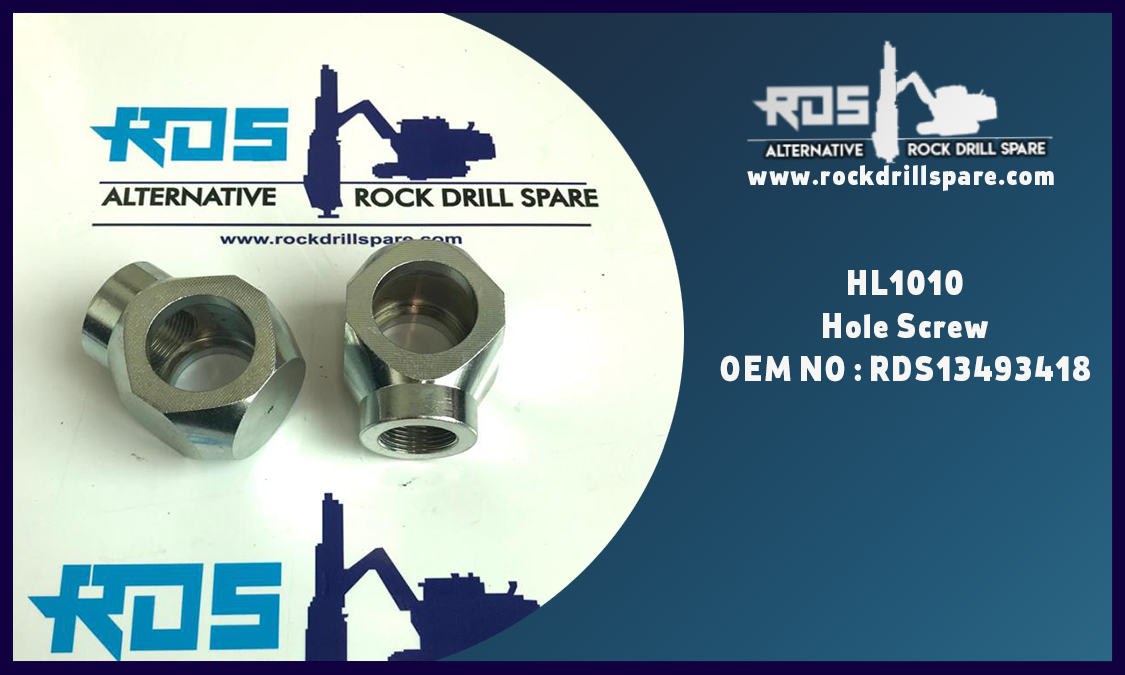 RDS
ALTERNATIVE ROCK DRILL SPARE
www.rockdrillspare.com
RDS
RDS
ALTERNATIVE ROCK DRILL SPARE
www.rockdrillspare.com
HL1010
Hole Screw
OEM NO : RDS13493418